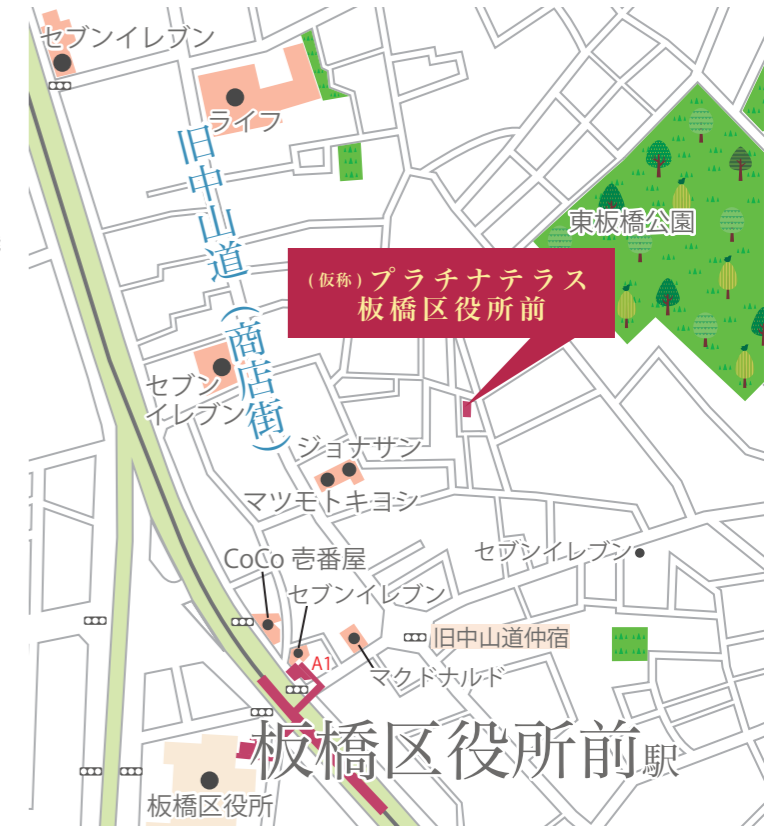 セブンイレブン
ライフ
旧中山道(商店街)
東板橋公園
(仮称)プラチナテラス
板橋区役所前
セブン
イレブン
ジョナサン
マツモトキヨシ
セブンイレブン
CoCo 壱番屋
セブンイレブン
旧中山道仲宿
A1
マクドナルド
板橋区役所前駅
板橋区役所